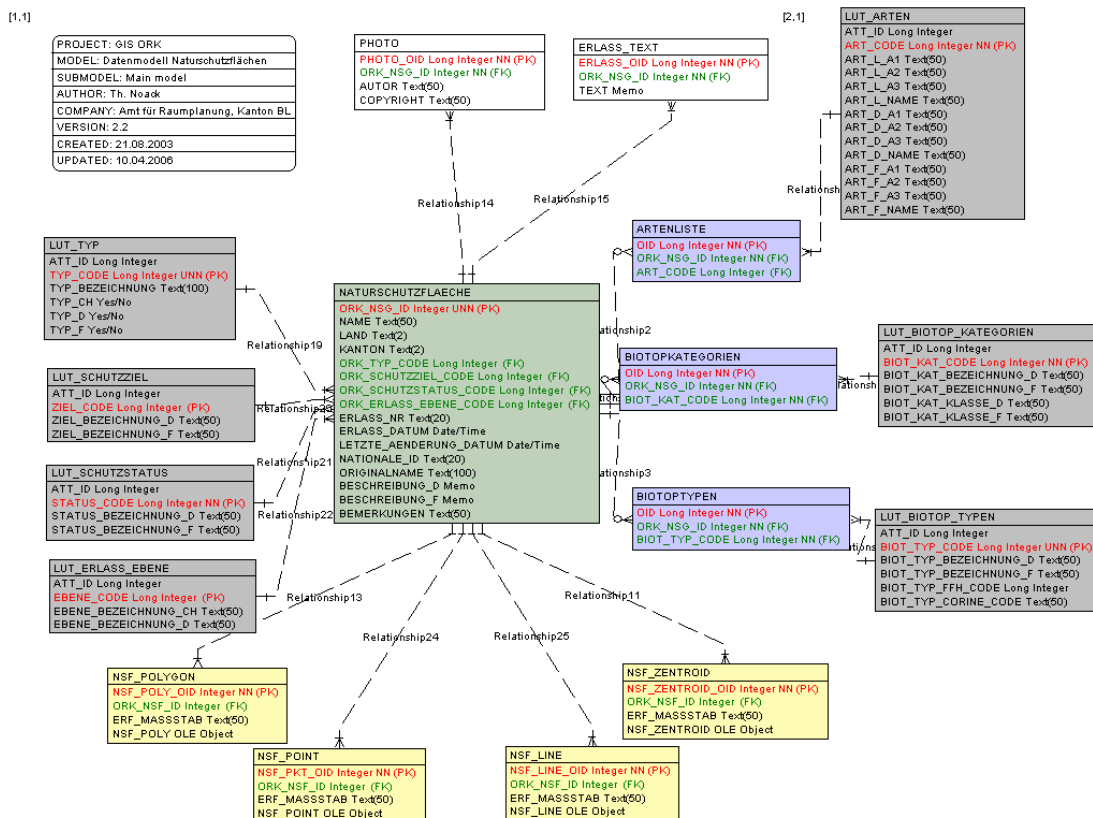 [1,1]
[2,1]
PROJECT: GIS ORK
MODEL: Datenmodell Naturschutzflächen
SUBMODEL: Main model
AUTHOR: Th. Noack
COMPANY: Amt für Raumplanung, Kanton BL
VERSION: 2.2
CREATED: 21.08.2003
UPDATED: 10.04.2006
PHOTO
PHOTO_OID Long Integer NN (PK)
ORK_NSG_ID Integer NN (FK)
AUTOR Text(50)
COPYRIGHT Text(50)
ERLASS_TEXT
ERLASS_OID Long Integer NN (PK)
ORK_NSG_ID Integer NN (FK)
TEXT Memo
LUT_ARTEN
ATT_ID Long Integer
ART_CODE Long Integer NN (PK)
ART_L_A1 Text(50)
ART_L_A2 Text(50)
ART_L_A3 Text(50)
ART_L_NAME Text(50)
ART_D_A1 Text(50)
ART_D_A2 Text(50)
ART_D_A3 Text(50)
ART_D_NAME Text(50)
ART_F_A1 Text(50)
ART_F_A2 Text(50)
ART_F_A3 Text(50)
ART_F_NAME Text(50)
Relationsh
Relationship14
Relationship15
ARTENLISTE
OID Long Integer NN (PK)
ORK_NSG_ID Integer NN (FK)
ART_CODE Long Integer (FK)
LUT_TYP
ATT_ID Long Integer
TYP_CODE Long Integer UNN (PK)
TYP_BEZEICHNUNG Text(100)
TYP_CH Yes/No
TYP_D Yes/No
TYP_F Yes/No
Relationship19
NATURSCHUTZFLAECHE
ORK_NSG_ID Integer UNN (PK)
NAME Text(50)
LAND Text(2)
KANTON Text(2)
ORK_TYP_CODE Long Integer (FK)
ORK_SCHUTZZIEL_CODE Long Integer (FK)
ORK_SCHUTZSTATUS_CODE Long Integer (FK)
ORK_ERLASS_EBENE_CODE Long Integer (FK)
ERLASS_NR Text(20)
ERLASS_DATUM Date/Time
LETZTE_AENDERUNG_DATUM Date/Time
NATIONALE_ID Text(20)
ORIGINALNAME Text(100)
BESCHREIBUNG_D Memo
BESCHREIBUNG_F Memo
BEMERKUNGEN Text(50)
elationship2
BIOTOPKATEGORIEN
OID Long Integer NN (PK)
ORK_NSG_ID Integer NN (FK)
BIOT_KAT_CODE Long Integer NN (FK)
LUT_BIOTOP_KATEGORIEN
ATT_ID Long Integer
BIOT_KAT_CODE Long Integer NN (PK)
BIOT_KAT_BEZEICHNUNG_D Text(50)
BIOT_KAT_BEZEICHNUNG_F Text(50)
BIOT_KAT_KLASSE_D Text(50)
BIOT_KAT_KLASSE_F Text(50)
LUT_SCHUTZZIEL
ATT_ID Long Integer
ZIEL_CODE Long Integer (PK)
ZIEL_BEZEICHNUNG_D Text(50)
ZIEL_BEZEICHNUNG_F Text(50)
Relationship20
Relationship21
LUT_SCHUTZSTATUS
ATT_ID Long Integer
STATUS_CODE Long Integer NN (PK)
STATUS_BEZEICHNUNG_D Text(50)
STATUS_BEZEICHNUNG_F Text(50)
Relationship22
elationship3
BIOTOPTYPEN
OID Long Integer NN (PK)
ORK_NSG_ID Integer NN (FK)
BIOT_TYP_CODE Long Integer NN (FK)
LUT_BIOTOP_TYPEN
ATT_ID Long Integer
BIOT_TYP_CODE Long Integer UNN (PK)
BIOT_TYP_BEZEICHNUNG_D Text(50)
BIOT_TYP_BEZEICHNUNG_F Text(50)
BIOT_TYP_FFH_CODE Long Integer
BIOT_TYP_CORINE_CODE Text(50)
LUT_ERLASS_EBENE
ATT_ID Long Integer
EBENE_CODE Long Integer (PK)
EBENE_BEZEICHNUNG_CH Text(50)
EBENE_BEZEICHNUNG_D Text(50)
Relationship13
Relationship11
Relationship24
Relationship25
NSF_POLYGON
NSF_POLY_OID Integer NN (PK)
ORK_NSF_ID Integer (FK)
ERF_MASSSTAB Text(50)
NSF_POLY OLE Object
NSF_POINT
NSF_PKT_OID Integer NN (PK)
ORK_NSF_ID Integer (FK)
ERF_MASSSTAB Text(50)
NSF_POINT OLE Object
NSF_LINE
NSF_LINE_OID Integer NN (PK)
ORK_NSF_ID Integer (FK)
ERF_MASSSTAB Text(50)
NSF_LINE OLE Object
NSF_ZENTROID
NSF_ZENTROID_OID Integer NN (PK)
ORK_NSF_ID Integer (FK)
ERF_MASSSTAB Text(50)
NSF_ZENTROID OLE Object